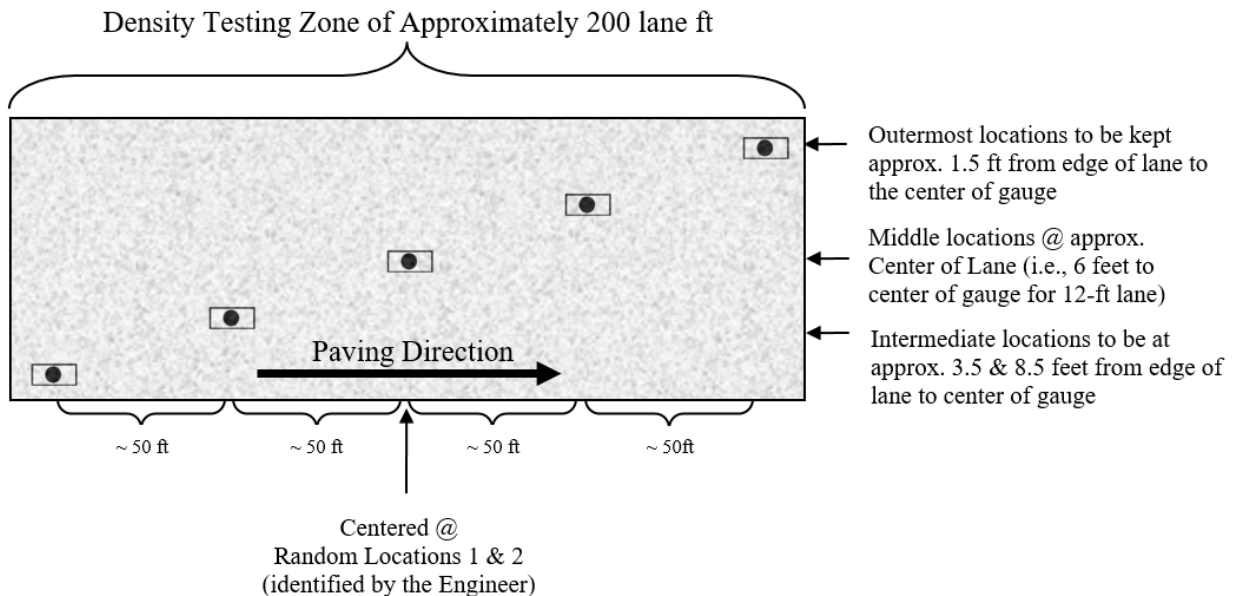 Density Testing Zone of Approximately 200 lane ft
Outermost locations to be kept
approx. 1.5 ft from edge of lane to
the center of gauge
Middle locations @ approx.
Center of Lane (i.e., 6 feet to
center of gauge for 12-ft lane)
Intermediate locations to be at
approx. 3.5 & 8.5 feet from edge of
lane to center of gauge
Paving Direction
~ 50 ft
~ 50 ft
~ 50 ft
~ 50ft
Centered @
Random Locations 1 & 2
(identified by the Engineer)